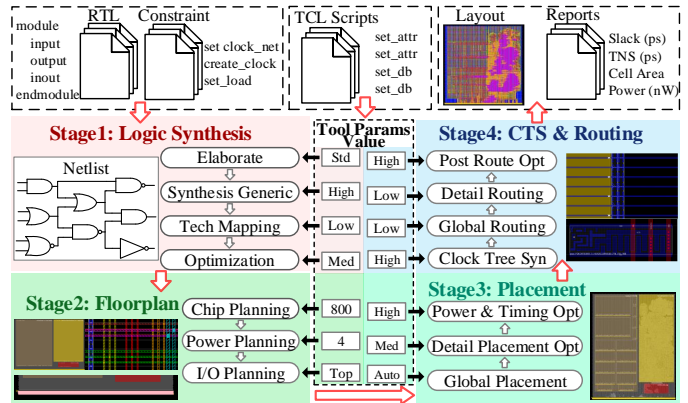 RTL
Constraint
module
input
output
inout
endmodule
set clock_net
create_clock
set_load
TCL Scripts
set_attr
set_attr
set_db
set_db
Layout
Reports
Slack (ps)
TNS (ps)
Cell Area
Power (nW)
Stage1: Logic Synthesis
Netlist
Elaborate
Synthesis Generic
Tech Mapping
Optimization
Tool Params
Value
Std
High
High
Low
Low
Low
Med
High
800
High
4
Med
Top
Auto
Stage4: CTS & Routing
Post Route Opt
Detail Routing
Global Routing
Clock Tree Syn
Stage2: Floorplan
Chip Planning
Power Planning
I/O Planning
Stage3: Placement
Power & Timing Opt
Detail Placement Opt
Global Placement